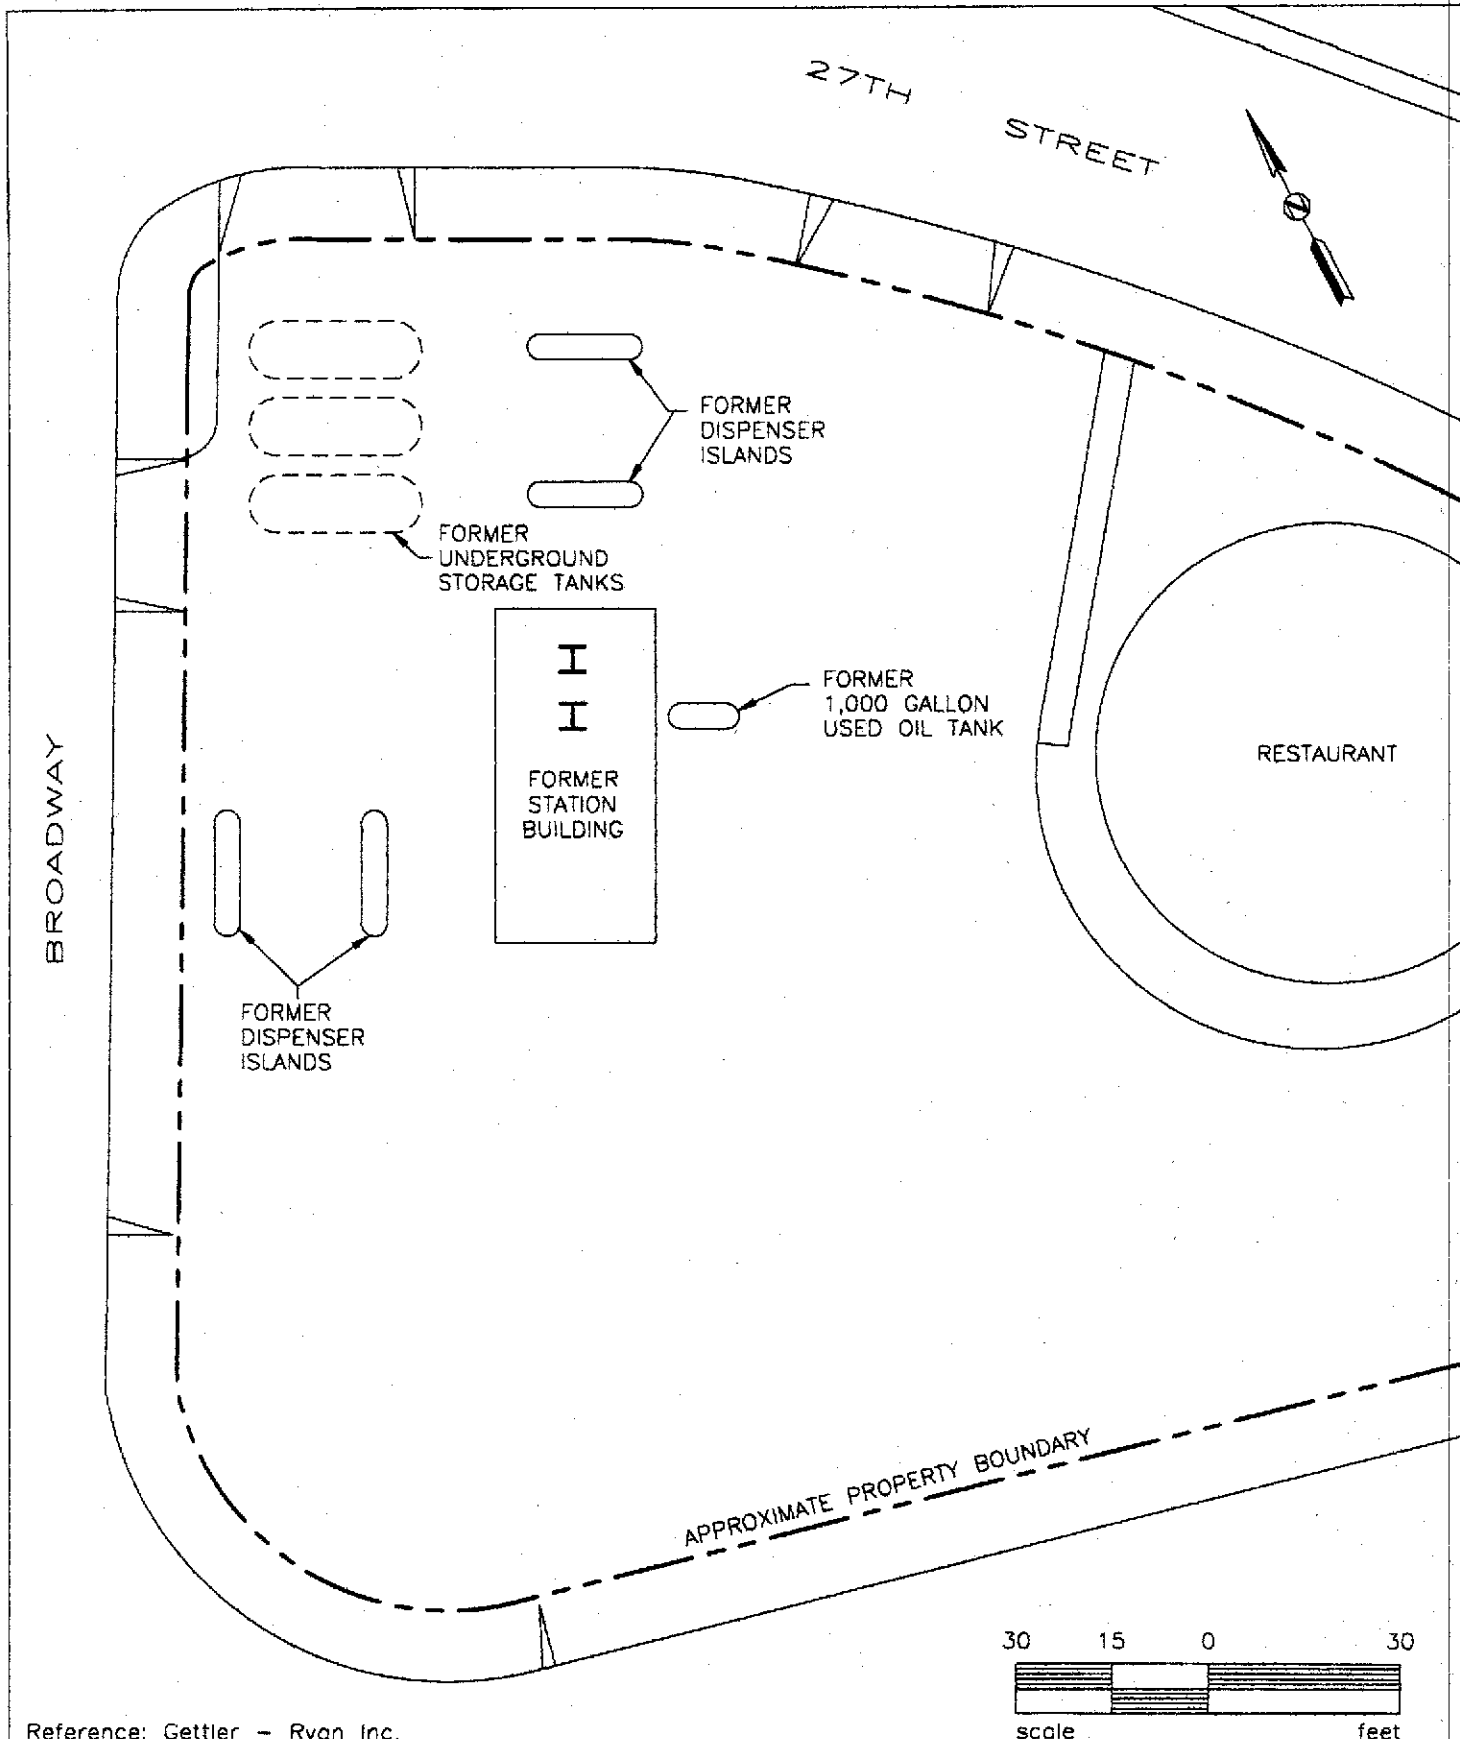 27TH STREET
FORMER
DISPENSER
ISLANDS
FORMER
UNDERGROUND
STORAGE TANKS
FORMER
1,000 GALLON
USED OIL TANK
RESTAURANT
FORMER
STATION
BUILDING
BROADWAY
FORMER
DISPENSER
ISLANDS
APPROXIMATE PROPERTY BOUNDARY
30 15 0 30
scale feet
Reference: Gettler - Ryan Inc.